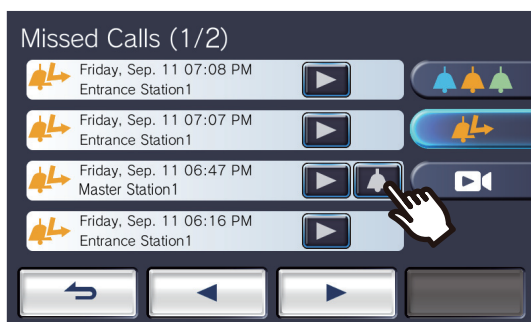 Missed Calls (1/2)
Friday, Sep. 11 07:08 PM
Entrance Station1
Friday, Sep. 11 07:07 PM
Entrance Station1
Friday, Sep. 11 06:47 PM
Master Station1
Friday, Sep. 11 06:16 PM
Entrance Station1